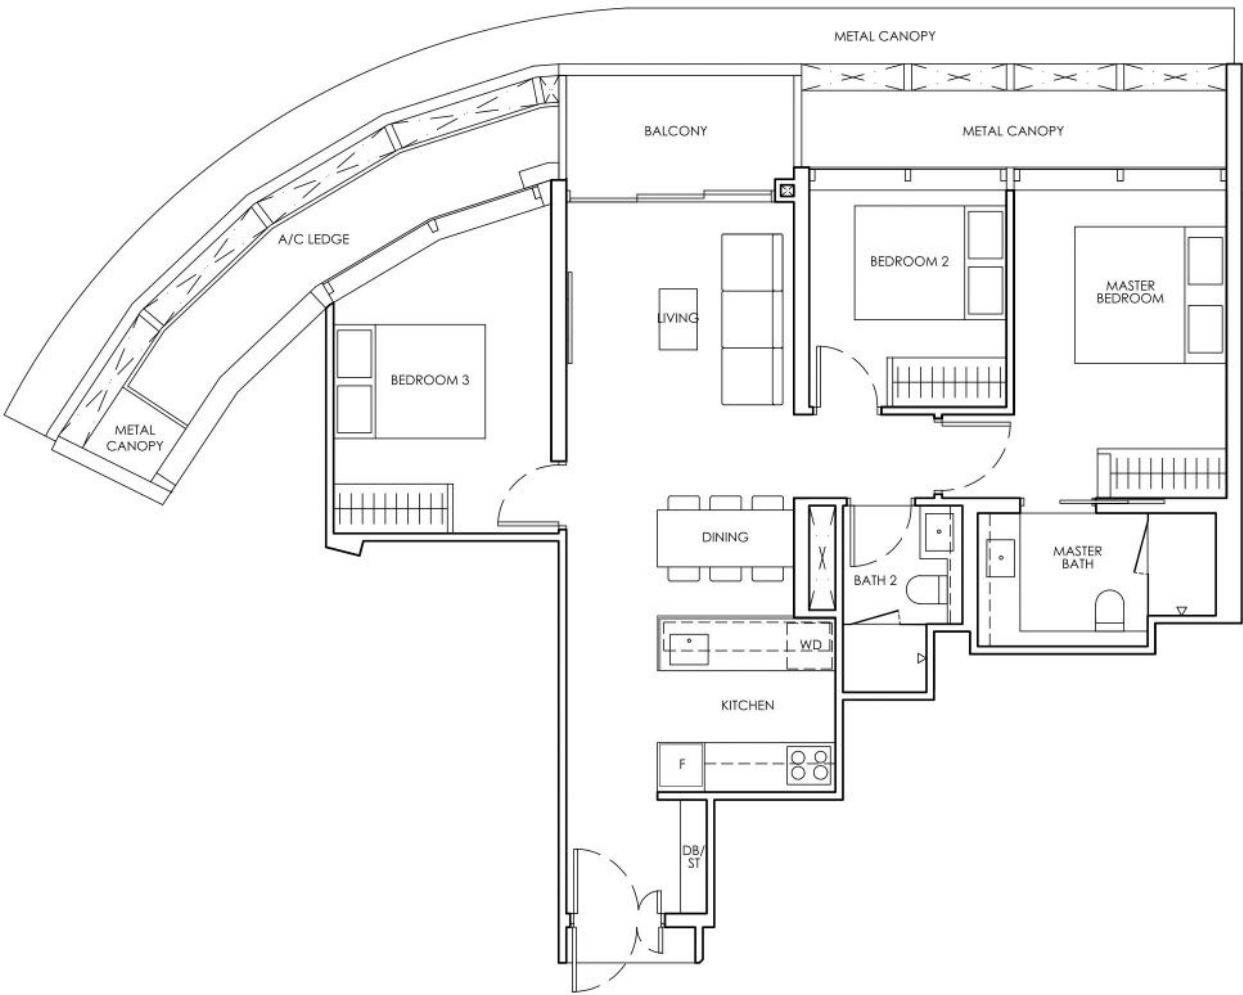 METAL CANOPY
BALCONY
METAL CANOPY
A/C LEDGE
BEDROOM 2
MASTER
BEDROOM
LIVING
BEDROOM 3
METAL
CANOPY
DINING
MASTER
BATH
BATH 2
WD
KITCHEN
F
DB/
ST